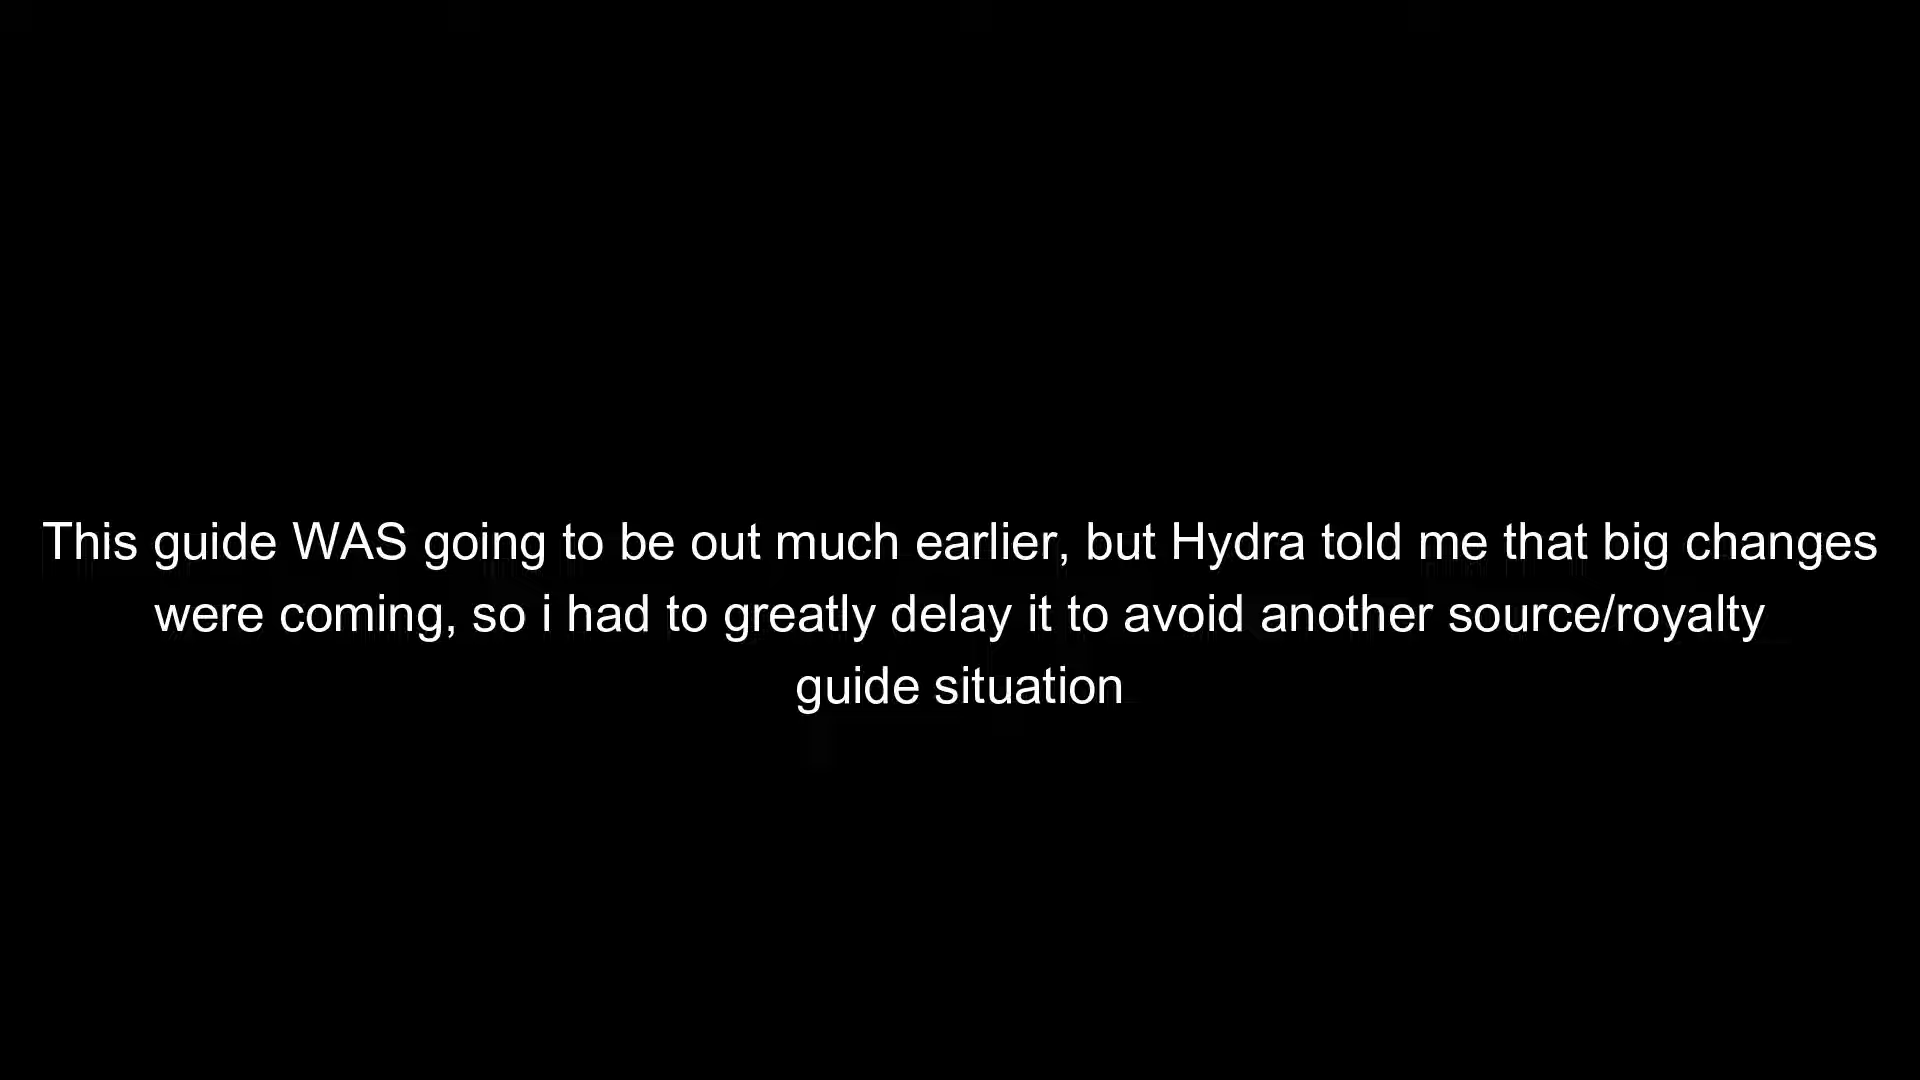 This guide WAS going to be out much earlier, but Hydra told me that big changes
were coming, so i had to greatly delay it to avoid another source/royalty
guide situation